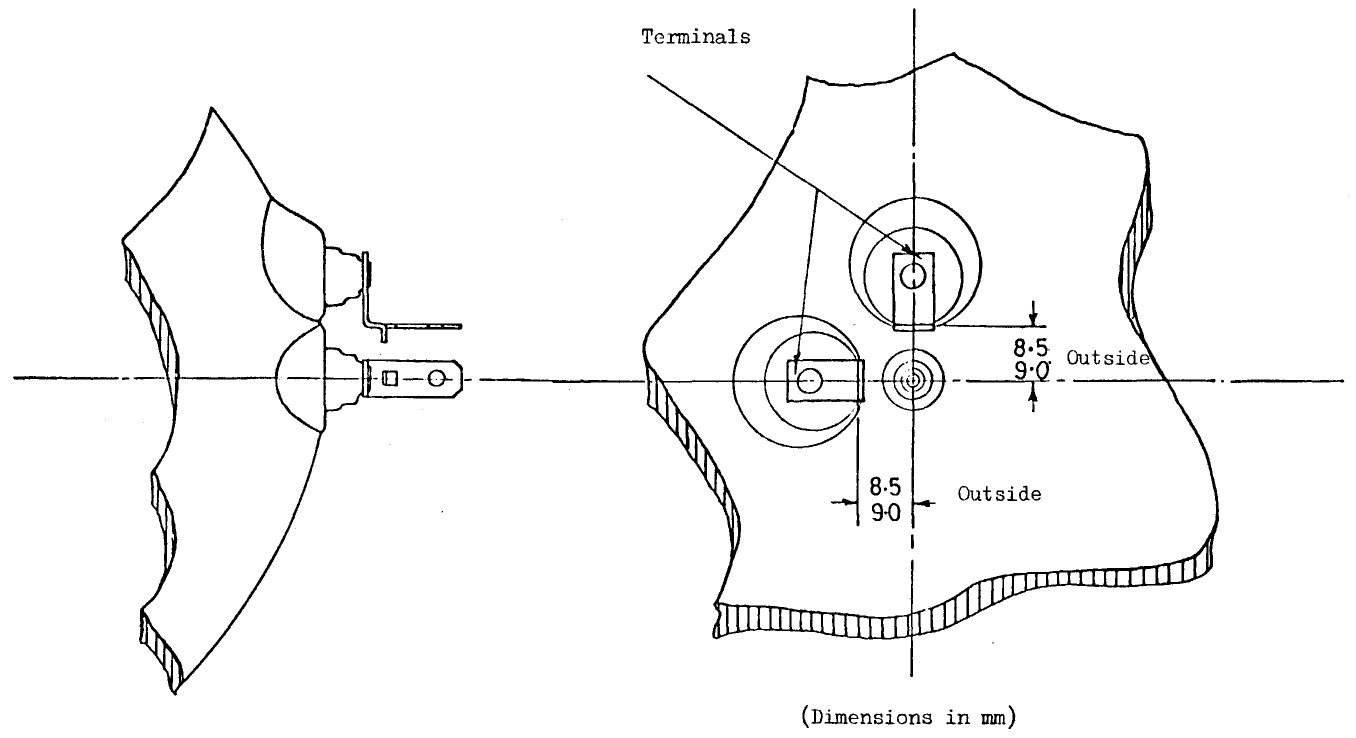 Terminals
8·5
9·0
Outside
8·5
9·0
Outside
(Dimensions in mm)